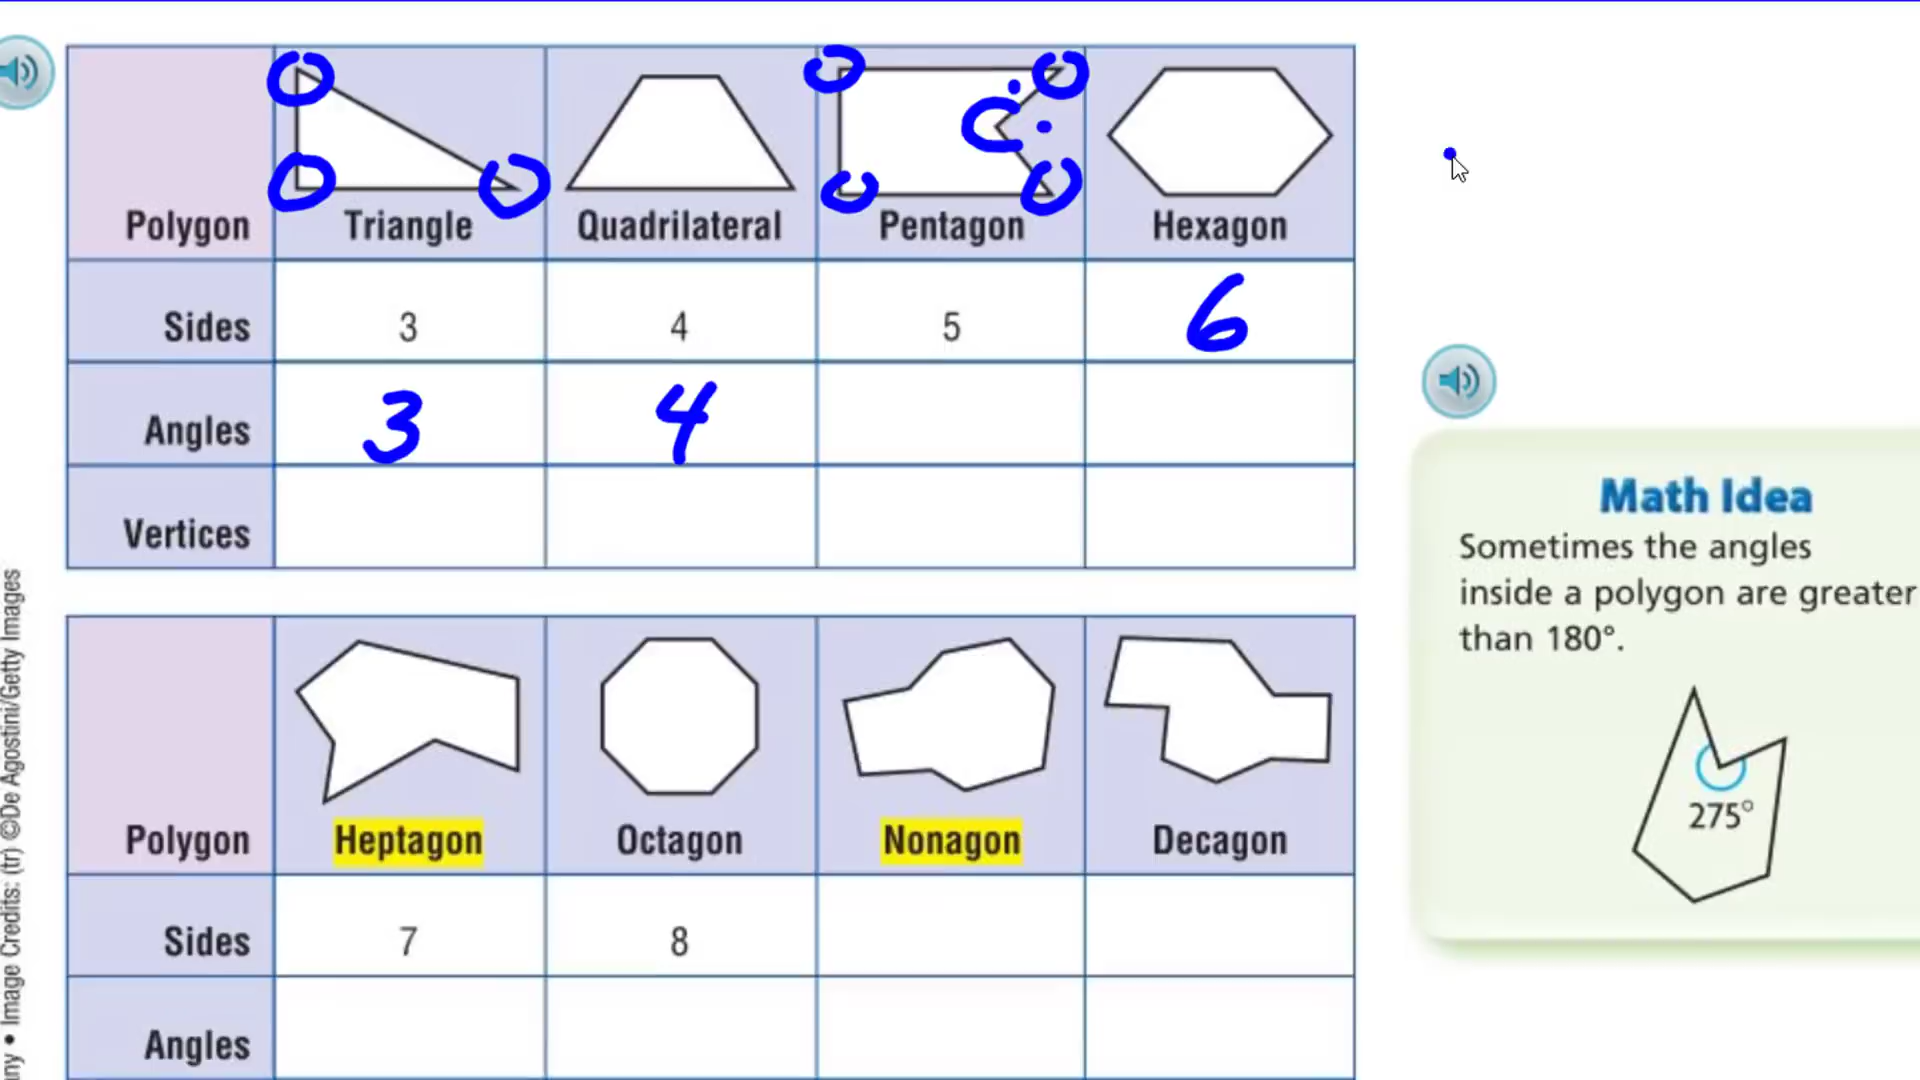 Polygon Triangle Quadrilateral Pentagon Hexagon
Sides 3 4 5 6
Angles 3 4
Vertices
Polygon Heptagon Octagon Nonagon Decagon
Sides 7 8
Angles
Math Idea
Sometimes the angles
inside a polygon are greater
than 180°.
275°
ny • Image Credits: (tr) ©De Agostini/Getty Images